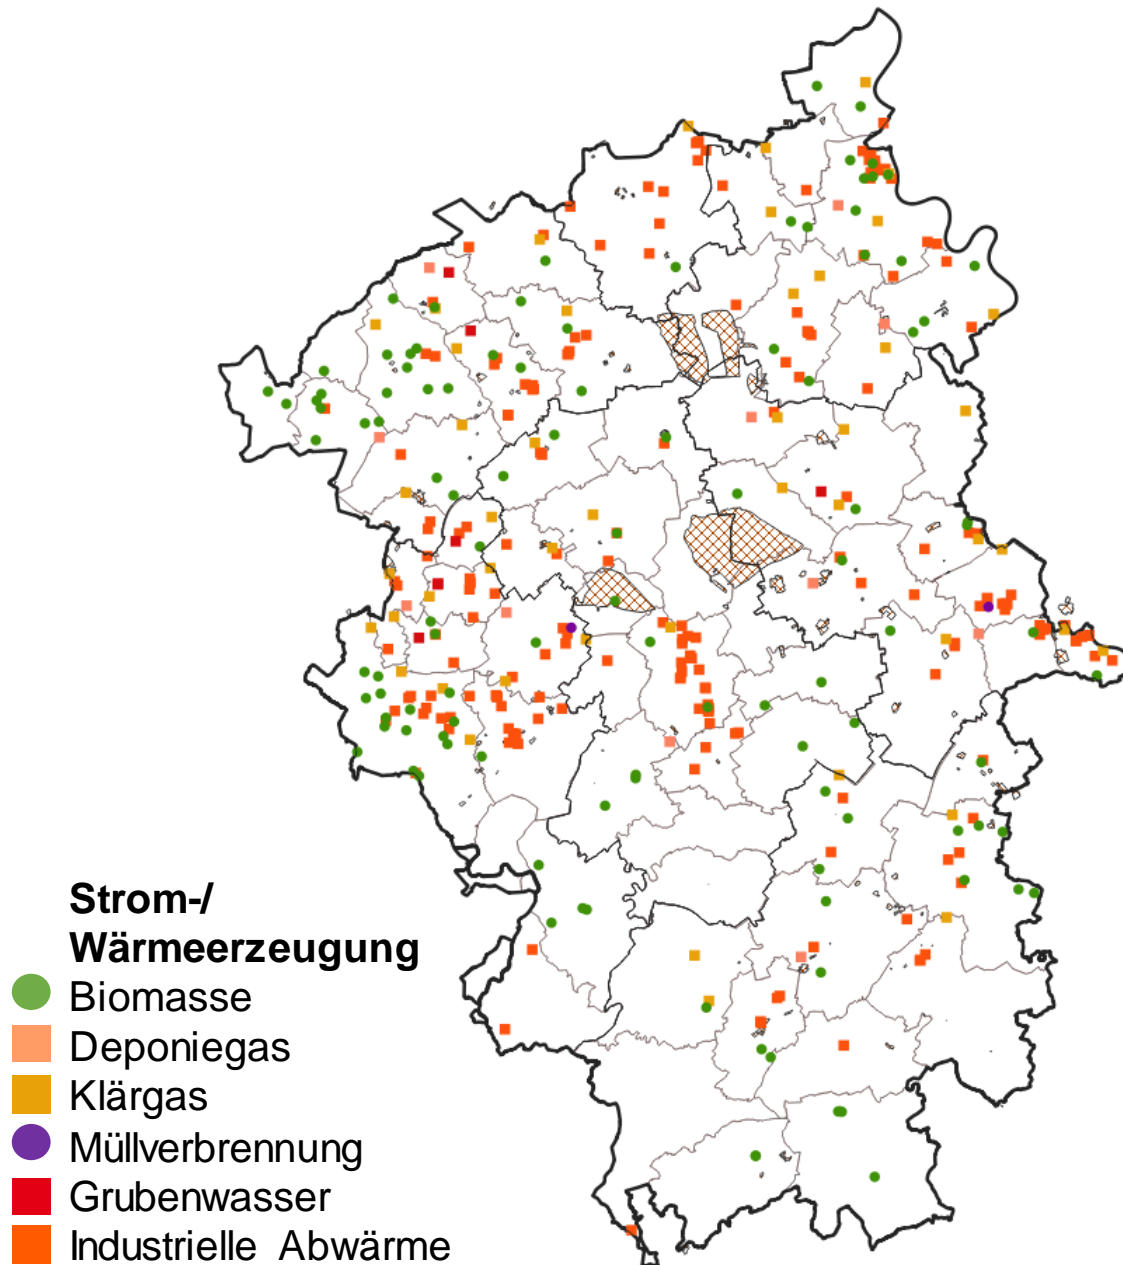 Strom-/
Wärmeerzeugung
Biomasse
Deponiegas
Klärgas
Müllverbrennung
Grubenwasser
Industrielle Abwärme